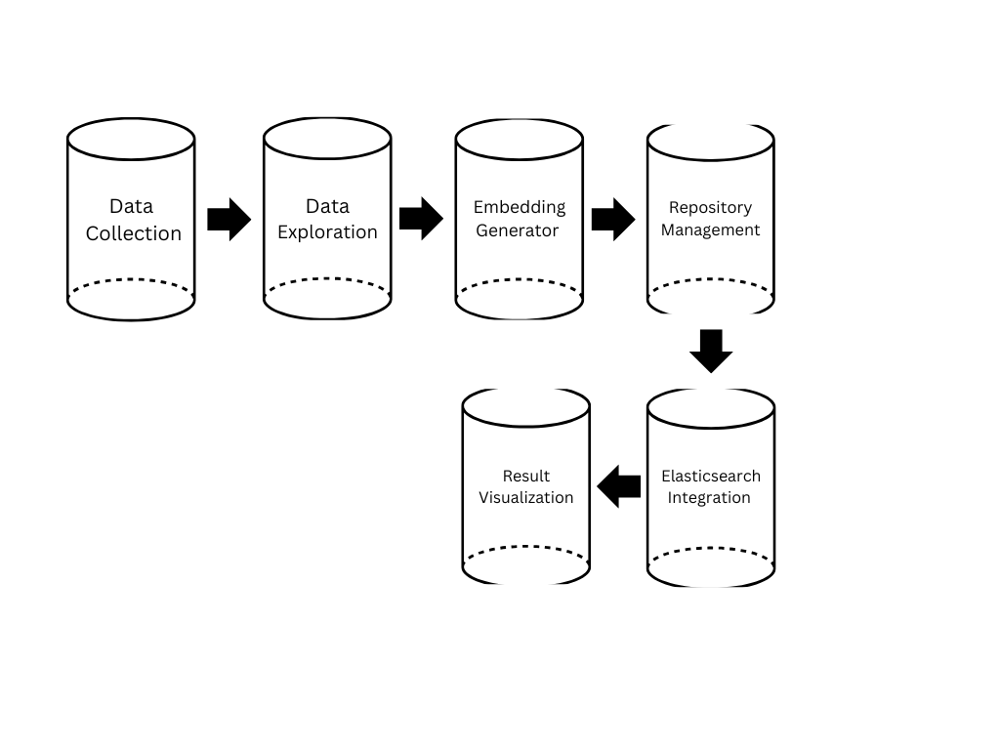 Data
Collection
Data
Exploration
Embedding
Generator
Repository
Management
Elasticsearch
Integration
Result
Visualization